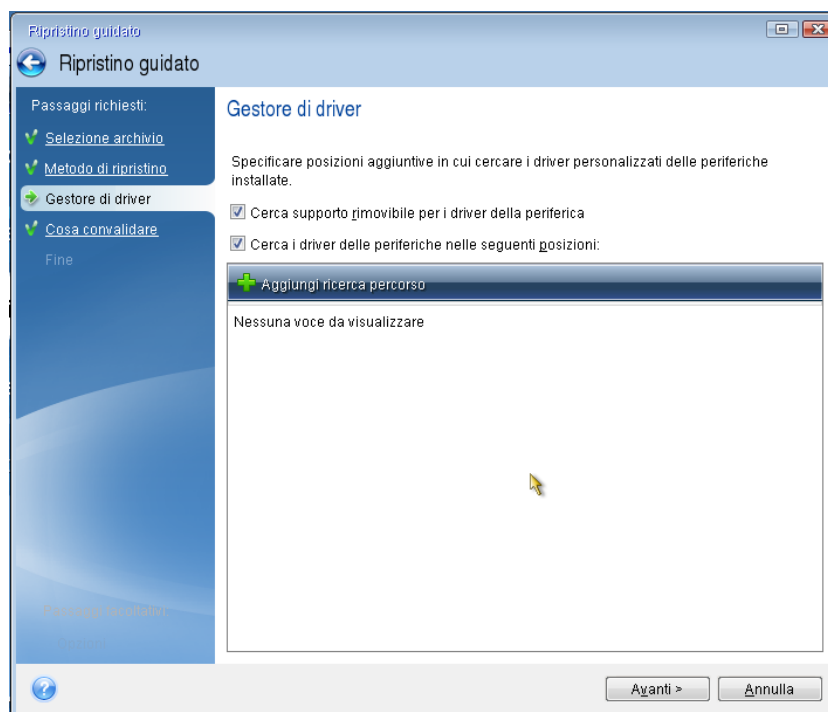 Ripristino guidato
Ripristino guidato
Passaggi richiesti:
Selezione archivio
Metodo di ripristino
Gestore di driver
Cosa convalidare
Fine
Gestore di driver
Specificare posizioni aggiuntive in cui cercare i driver personalizzati delle periferiche
installate.
Cerca supporto rimovibile per i driver della periferica
Cerca i driver delle periferiche nelle seguenti posizioni:
Aggiungi ricerca percorso
Nessuna voce da visualizzare
Avanti >
Annulla